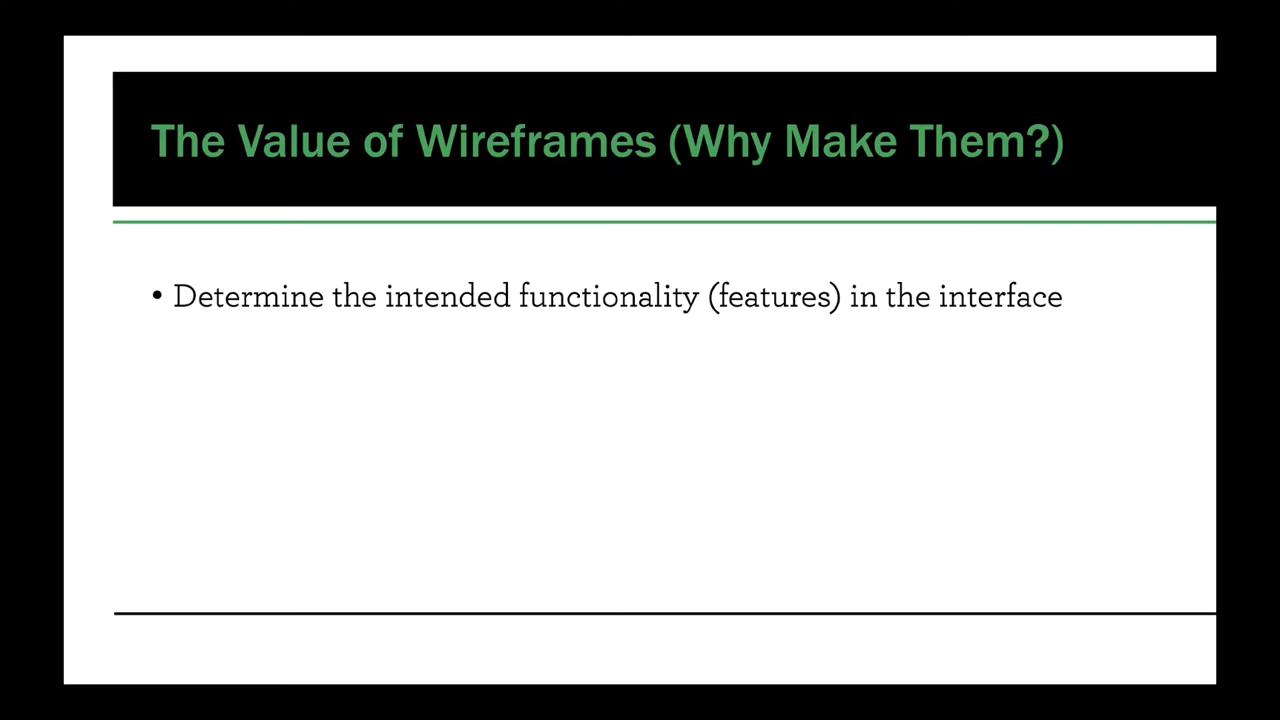 The Value of Wireframes (Why Make Them?)
• Determine the intended functionality (features) in the interface